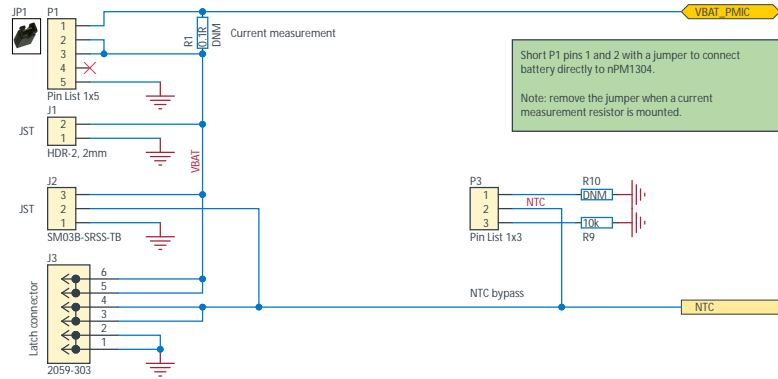 JP1
P1
1
2
3
4
5
Pin List 1x5
R1
0.1R
DNM
Current measurement
VBAT_PMIC
Short P1 pins 1 and 2 with a jumper to connect
battery directly to nPM1304.
Note: remove the jumper when a current
measurement resistor is mounted.
J1
JST
2
1
HDR-2, 2mm
VBAT
J2
JST
3
2
1
SM03B-SRSS-TB
P3
1
2
3
Pin List 1x3
NTC
R10
DNM
10k
R9
J3
Latch connector
6
5
4
3
2
1
2059-303
NTC bypass
NTC